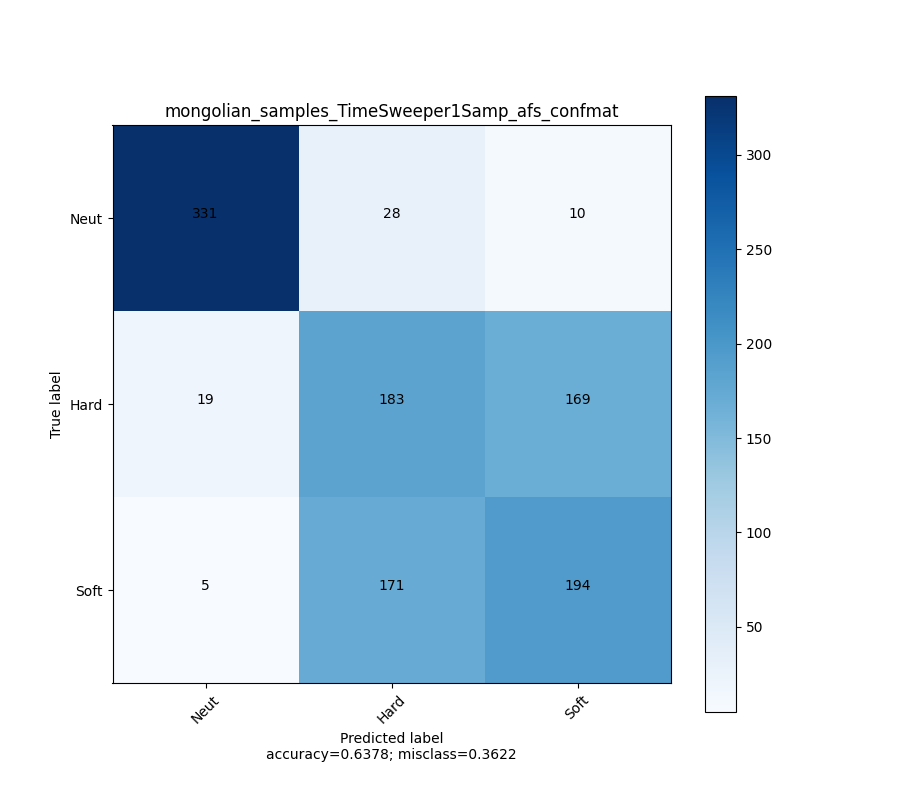 mongolian_samples_TimeSweeper1Samp_afs_confmat
Neut 331 28 10
Hard 19 183 169
Soft 5 171 194
True label
Neut Hard Soft
Predicted label
accuracy=0.6378; misclass=0.3622
300
250
200
150
100
50